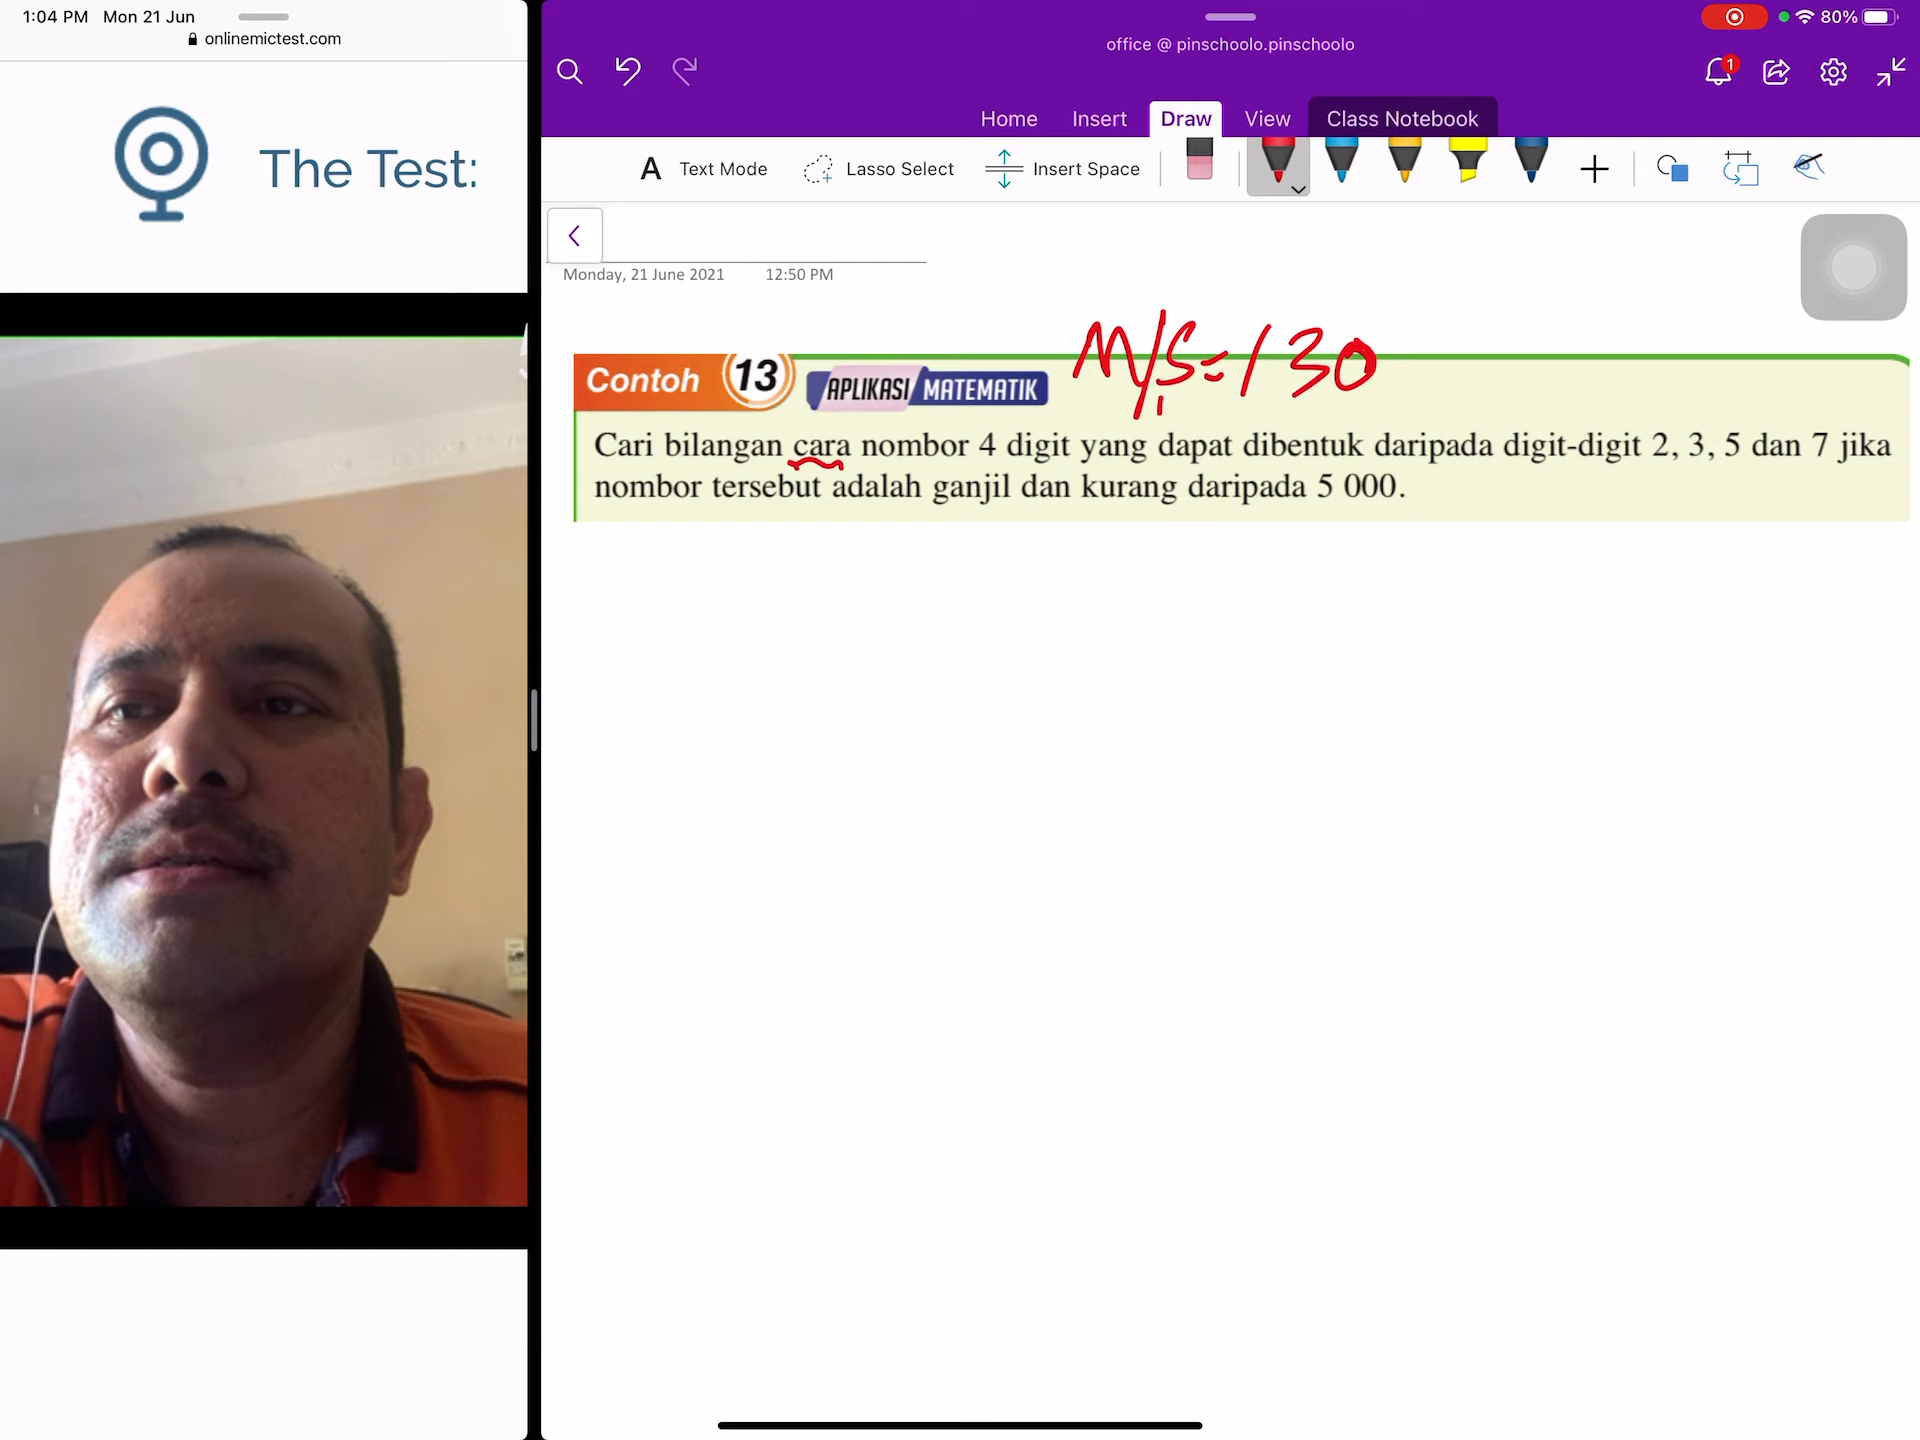 1:04 PM Mon 21 Jun
onlinemictest.com
The Test:
80%
office @ pinschoolo.pinschoolo
1
Home Insert Draw View Class Notebook
A Text Mode Lasso Select Insert Space
Monday, 21 June 2021 12:50 PM
M/S = 130
Contoh 13 APLIKASI MATEMATIK
Cari bilangan cara nombor 4 digit yang dapat dibentuk daripada digit-digit 2, 3, 5 dan 7 jika
nombor tersebut adalah ganjil dan kurang daripada 5 000.